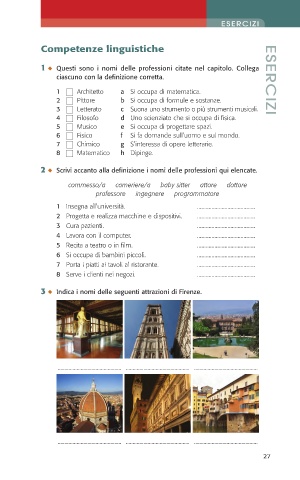 ESERCIZI
Competenze linguistiche
ESERCIZI
1 ◆ Questi sono i nomi delle professioni citate nel capitolo. Collega
ciascuno con la definizione corretta.
1 Architetto a Si occupa di matematica.
2 Pittore b Si occupa di formule e sostanze.
3 Letterato c Suona uno strumento o più strumenti musicali.
4 Filosofo d Uno scienziato che si occupa di fisica.
5 Musico e Si occupa di progettare spazi.
6 Fisico f Si fa domande sull'uomo e sul mondo.
7 Chimico g S'interessa di opere letterarie.
8 Matematico h Dipinge.
2 ◆ Scrivi accanto alla definizione i nomi delle professioni qui elencate.
commesso/a cameriere/a baby sitter attore dottore
professore ingegnere programmatore
1 Insegna all'università. ..............................
2 Progetta e realizza macchine e dispositivi. ..............................
3 Cura pazienti. ..............................
4 Lavora con il computer. ..............................
5 Recita a teatro o in film. ..............................
6 Si occupa di bambini piccoli. ..............................
7 Porta i piatti ai tavoli al ristorante. ..............................
8 Serve i clienti nei negozi. ..............................
3 ◆ Indica i nomi delle seguenti attrazioni di Firenze.
.............................. .............................. ..............................
.............................. .............................. ..............................
27